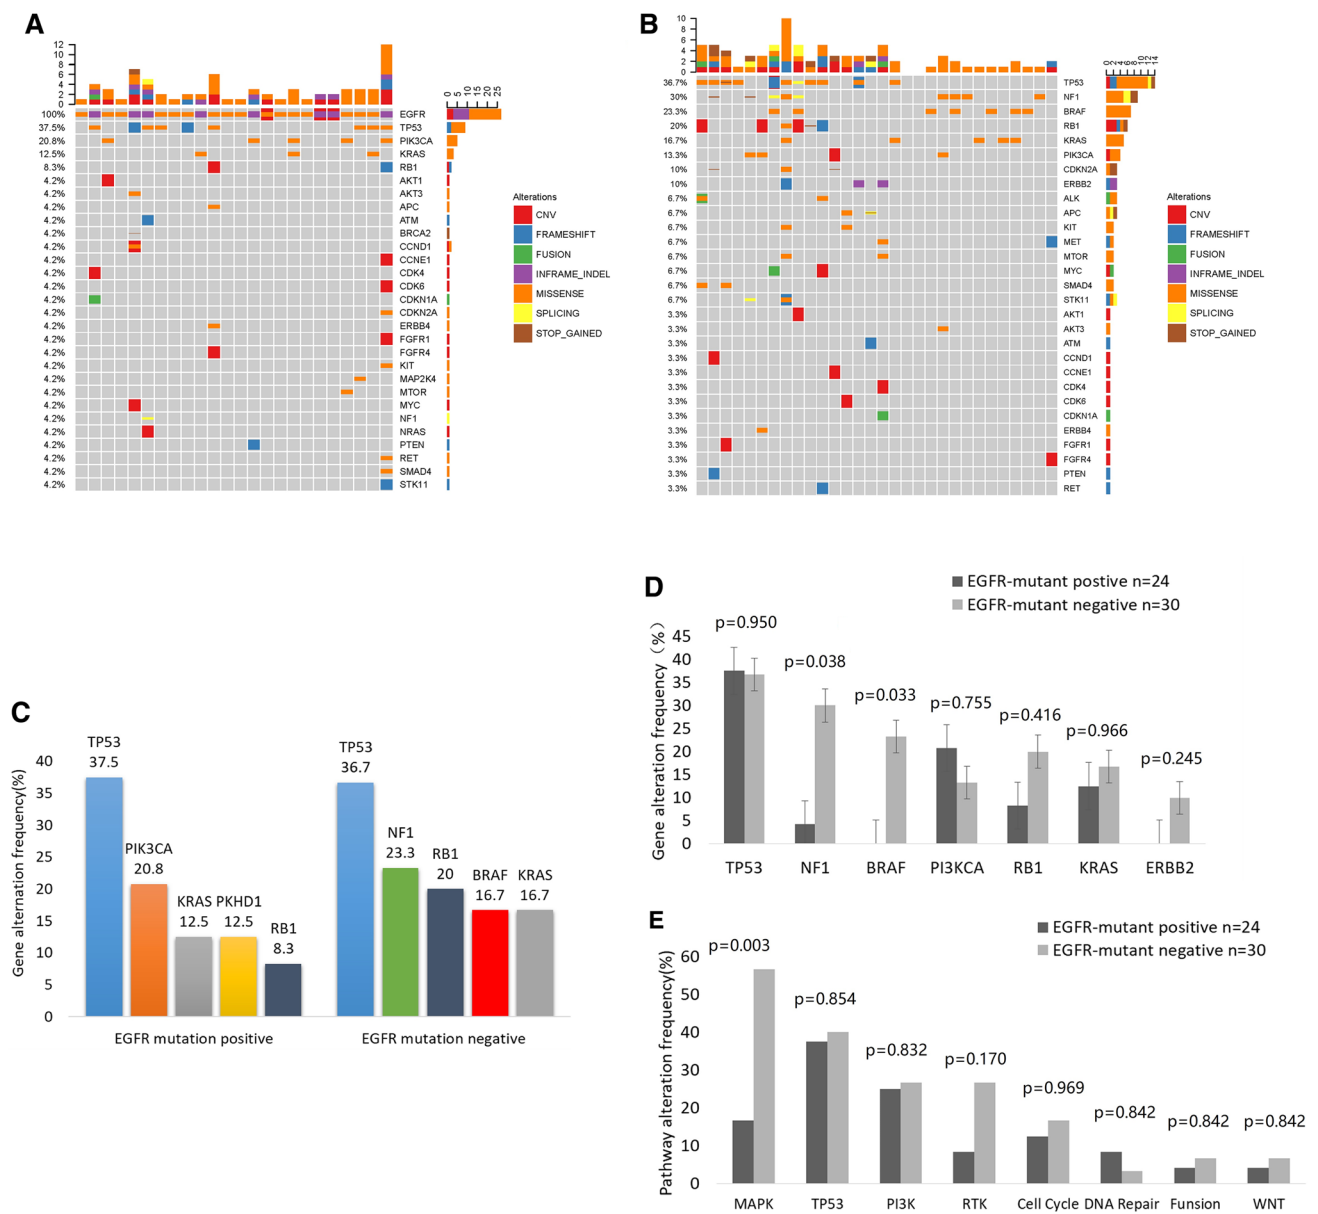 A
12
10
8
6
4
2
0
0 5 10 15 20 25
100% EGFR
37.5% TP53
20.8% PIK3CA
12.5% KRAS
8.3% RB1
4.2% AKT1
4.2% AKT3
4.2% APC
4.2% ATM
4.2% BRCA2
4.2% CCND1
4.2% CCNE1
4.2% CDK4
4.2% CDK6
4.2% CDKN1A
4.2% CDKN2A
4.2% ERBB4
4.2% FGFR1
4.2% FGFR4
4.2% KIT
4.2% MAP2K4
4.2% MTOR
4.2% MYC
4.2% NF1
4.2% NRAS
4.2% PTEN
4.2% RET
4.2% SMAD4
4.2% STK11
Alterations
CNV
FRAMESHIFT
FUSION
INFRAME_INDEL
MISSENSE
SPLICING
STOP_GAINED
B
10
8
6
4
2
0
0 2 4 6 8 10 12 14
36.7% TP53
30% NF1
23.3% BRAF
20% RB1
16.7% KRAS
13.3% PIK3CA
10% CDKN2A
10% ERBB2
6.7% ALK
6.7% APC
6.7% KIT
6.7% MET
6.7% MTOR
6.7% MYC
6.7% SMAD4
6.7% STK11
3.3% AKT1
3.3% AKT3
3.3% ATM
3.3% CCND1
3.3% CCNE1
3.3% CDK4
3.3% CDK6
3.3% CDKN1A
3.3% ERBB4
3.3% FGFR1
3.3% FGFR4
3.3% PTEN
3.3% RET
Alterations
CNV
FRAMESHIFT
FUSION
INFRAME_INDEL
MISSENSE
SPLICING
STOP_GAINED
C
Gene alternation frequency(%)
40
35
30
25
20
15
10
5
0
TP53
37.5
PIK3CA
20.8
KRAS
12.5
PKHD1
12.5
RB1
8.3
TP53
36.7
NF1
23.3
RB1
20
BRAF
16.7
KRAS
16.7
EGFR mutation positive
EGFR mutation negative
D
EGFR-mutant postive n=24
EGFR-mutant negative n=30
Gene alteration frequency（%）
45
40
35
30
25
20
15
10
5
0
p=0.950
p=0.038
p=0.033
p=0.755
p=0.416
p=0.966
p=0.245
TP53 NF1 BRAF PI3KCA RB1 KRAS ERBB2
E
EGFR-mutant positive n=24
EGFR-mutant negative n=30
Pathway alteration frequency(%)
60
50
40
30
20
10
0
p=0.003
p=0.854
p=0.832
p=0.170
p=0.969
p=0.842
p=0.842
p=0.842
MAPK TP53 PI3K RTK Cell Cycle DNA Repair Funsion WNT